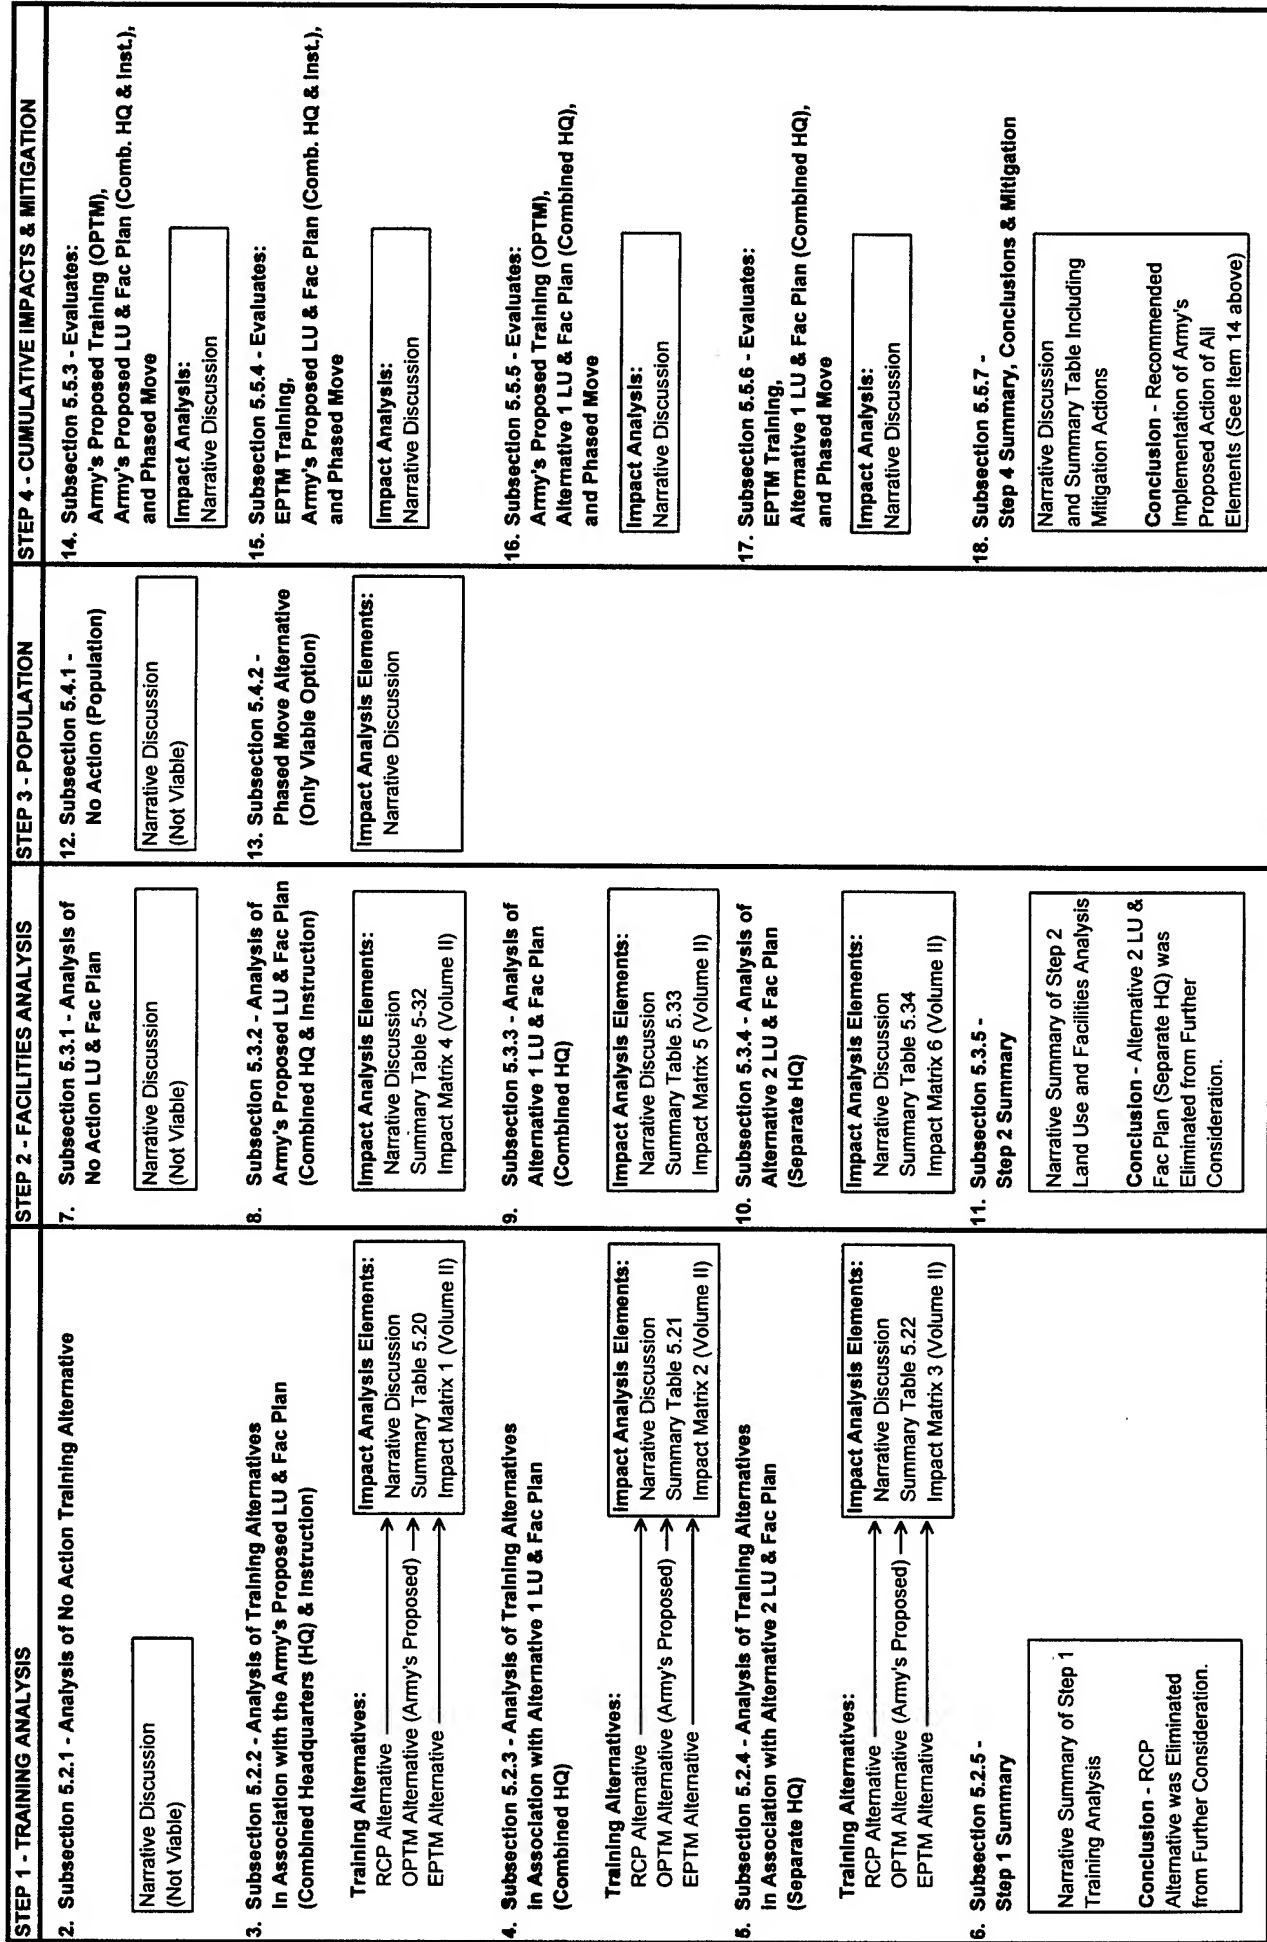 STEP 1 - TRAINING ANALYSIS
2. Subsection 5.2.1 - Analysis of No Action Training Alternative
Narrative Discussion
(Not Viable)
3. Subsection 5.2.2 - Analysis of Training Alternatives
In Association with the Army's Proposed LU & Fac Plan
(Combined Headquarters (HQ) & Instruction)
Training Alternatives:
RCP Alternative
OPTM Alternative (Army's Proposed)
EPTM Alternative
Impact Analysis Elements:
Narrative Discussion
Summary Table 5.20
Impact Matrix 1 (Volume II)
4. Subsection 5.2.3 - Analysis of Training Alternatives
in Association with Alternative 1 LU & Fac Plan
(Combined HQ)
Training Alternatives:
RCP Alternative
OPTM Alternative (Army's Proposed)
EPTM Alternative
Impact Analysis Elements:
Narrative Discussion
Summary Table 5.21
Impact Matrix 2 (Volume II)
5. Subsection 5.2.4 - Analysis of Training Alternatives
in Association with Alternative 2 LU & Fac Plan
(Separate HQ)
Training Alternatives:
RCP Alternative
OPTM Alternative (Army's Proposed)
EPTM Alternative
Impact Analysis Elements:
Narrative Discussion
Summary Table 5.22
Impact Matrix 3 (Volume II)
6. Subsection 5.2.5 -
Step 1 Summary
Narrative Summary of Step 1
Training Analysis
Conclusion - RCP
Alternative was Eliminated
from Further Consideration.
STEP 2 - FACILITIES ANALYSIS
7. Subsection 5.3.1 - Analysis of
No Action LU & Fac Plan
Narrative Discussion
(Not Viable)
8. Subsection 5.3.2 - Analysis of
Army's Proposed LU & Fac Plan
(Combined HQ & Instruction)
Impact Analysis Elements:
Narrative Discussion
Summary Table 5-32
Impact Matrix 4 (Volume II)
9. Subsection 5.3.3 - Analysis of
Alternative 1 LU & Fac Plan
(Combined HQ)
Impact Analysis Elements:
Narrative Discussion
Summary Table 5.33
Impact Matrix 5 (Volume II)
10. Subsection 5.3.4 - Analysis of
Alternative 2 LU & Fac Plan
(Separate HQ)
Impact Analysis Elements:
Narrative Discussion
Summary Table 5.34
Impact Matrix 6 (Volume II)
11. Subsection 5.3.5 -
Step 2 Summary
Narrative Summary of Step 2
Land Use and Facilities Analysis
Conclusion - Alternative 2 LU &
Fac Plan (Separate HQ) was
Eliminated from Further
Consideration.
STEP 3 - POPULATION
12. Subsection 5.4.1 -
No Action (Population)
Narrative Discussion
(Not Viable)
13. Subsection 5.4.2 -
Phased Move Alternative
(Only Viable Option)
Impact Analysis Elements:
Narrative Discussion
STEP 4 - CUMULATIVE IMPACTS & MITIGATION
14. Subsection 5.5.3 - Evaluates:
Army's Proposed Training (OPTM),
Army's Proposed LU & Fac Plan (Comb. HQ & Inst.),
and Phased Move
Impact Analysis:
Narrative Discussion
15. Subsection 5.5.4 - Evaluates:
EPTM Training,
Army's Proposed LU & Fac Plan (Comb. HQ & Inst.),
and Phased Move
Impact Analysis:
Narrative Discussion
16. Subsection 5.5.5 - Evaluates:
Army's Proposed Training (OPTM),
Alternative 1 LU & Fac Plan (Combined HQ),
and Phased Move
Impact Analysis:
Narrative Discussion
17. Subsection 5.5.6 - Evaluates:
EPTM Training,
Alternative 1 LU & Fac Plan (Combined HQ),
and Phased Move
Impact Analysis:
Narrative Discussion
18. Subsection 5.5.7 -
Step 4 Summary, Conclusions & Mitigation
Narrative Discussion
and Summary Table Including
Mitigation Actions
Conclusion - Recommended
Implementation of Army's
Proposed Action of All
Elements (See Item 14 above)